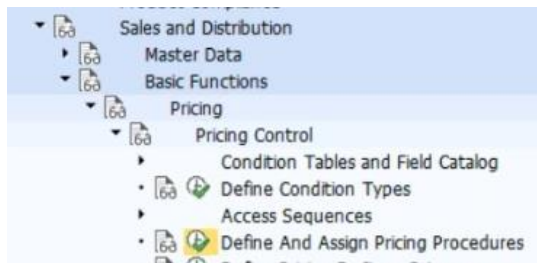 Sales and Distribution
Master Data
Basic Functions
Pricing
Pricing Control
Condition Tables and Field Catalog
Define Condition Types
Access Sequences
Define And Assign Pricing Procedures